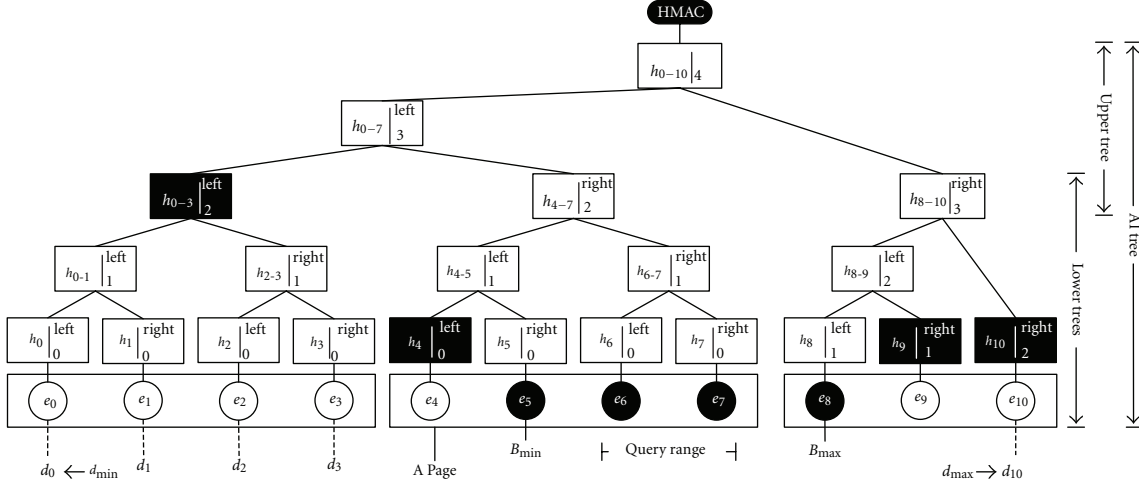 HMAC
h0−10 4
left
h0−7 3
left
h0−3 2
right
h4−7 2
right
h8−10 3
left
h0-1 1
right
h2-3 1
left
h4-5 1
right
h6-7 1
left
h8-9 2
left
h0 0
right
h1 0
left
h2 0
right
h3 0
left
h4 0
right
h5 0
left
h6 0
right
h7 0
left
h8 1
right
h9 1
right
h10 2
e0 e1 e2 e3 e4 e5 e6 e7 e8 e9 e10
d0 ← dmin d1 d2 d3 A Page Bmin Query range Bmax dmax → d10
Upper tree
Lower trees
AI tree